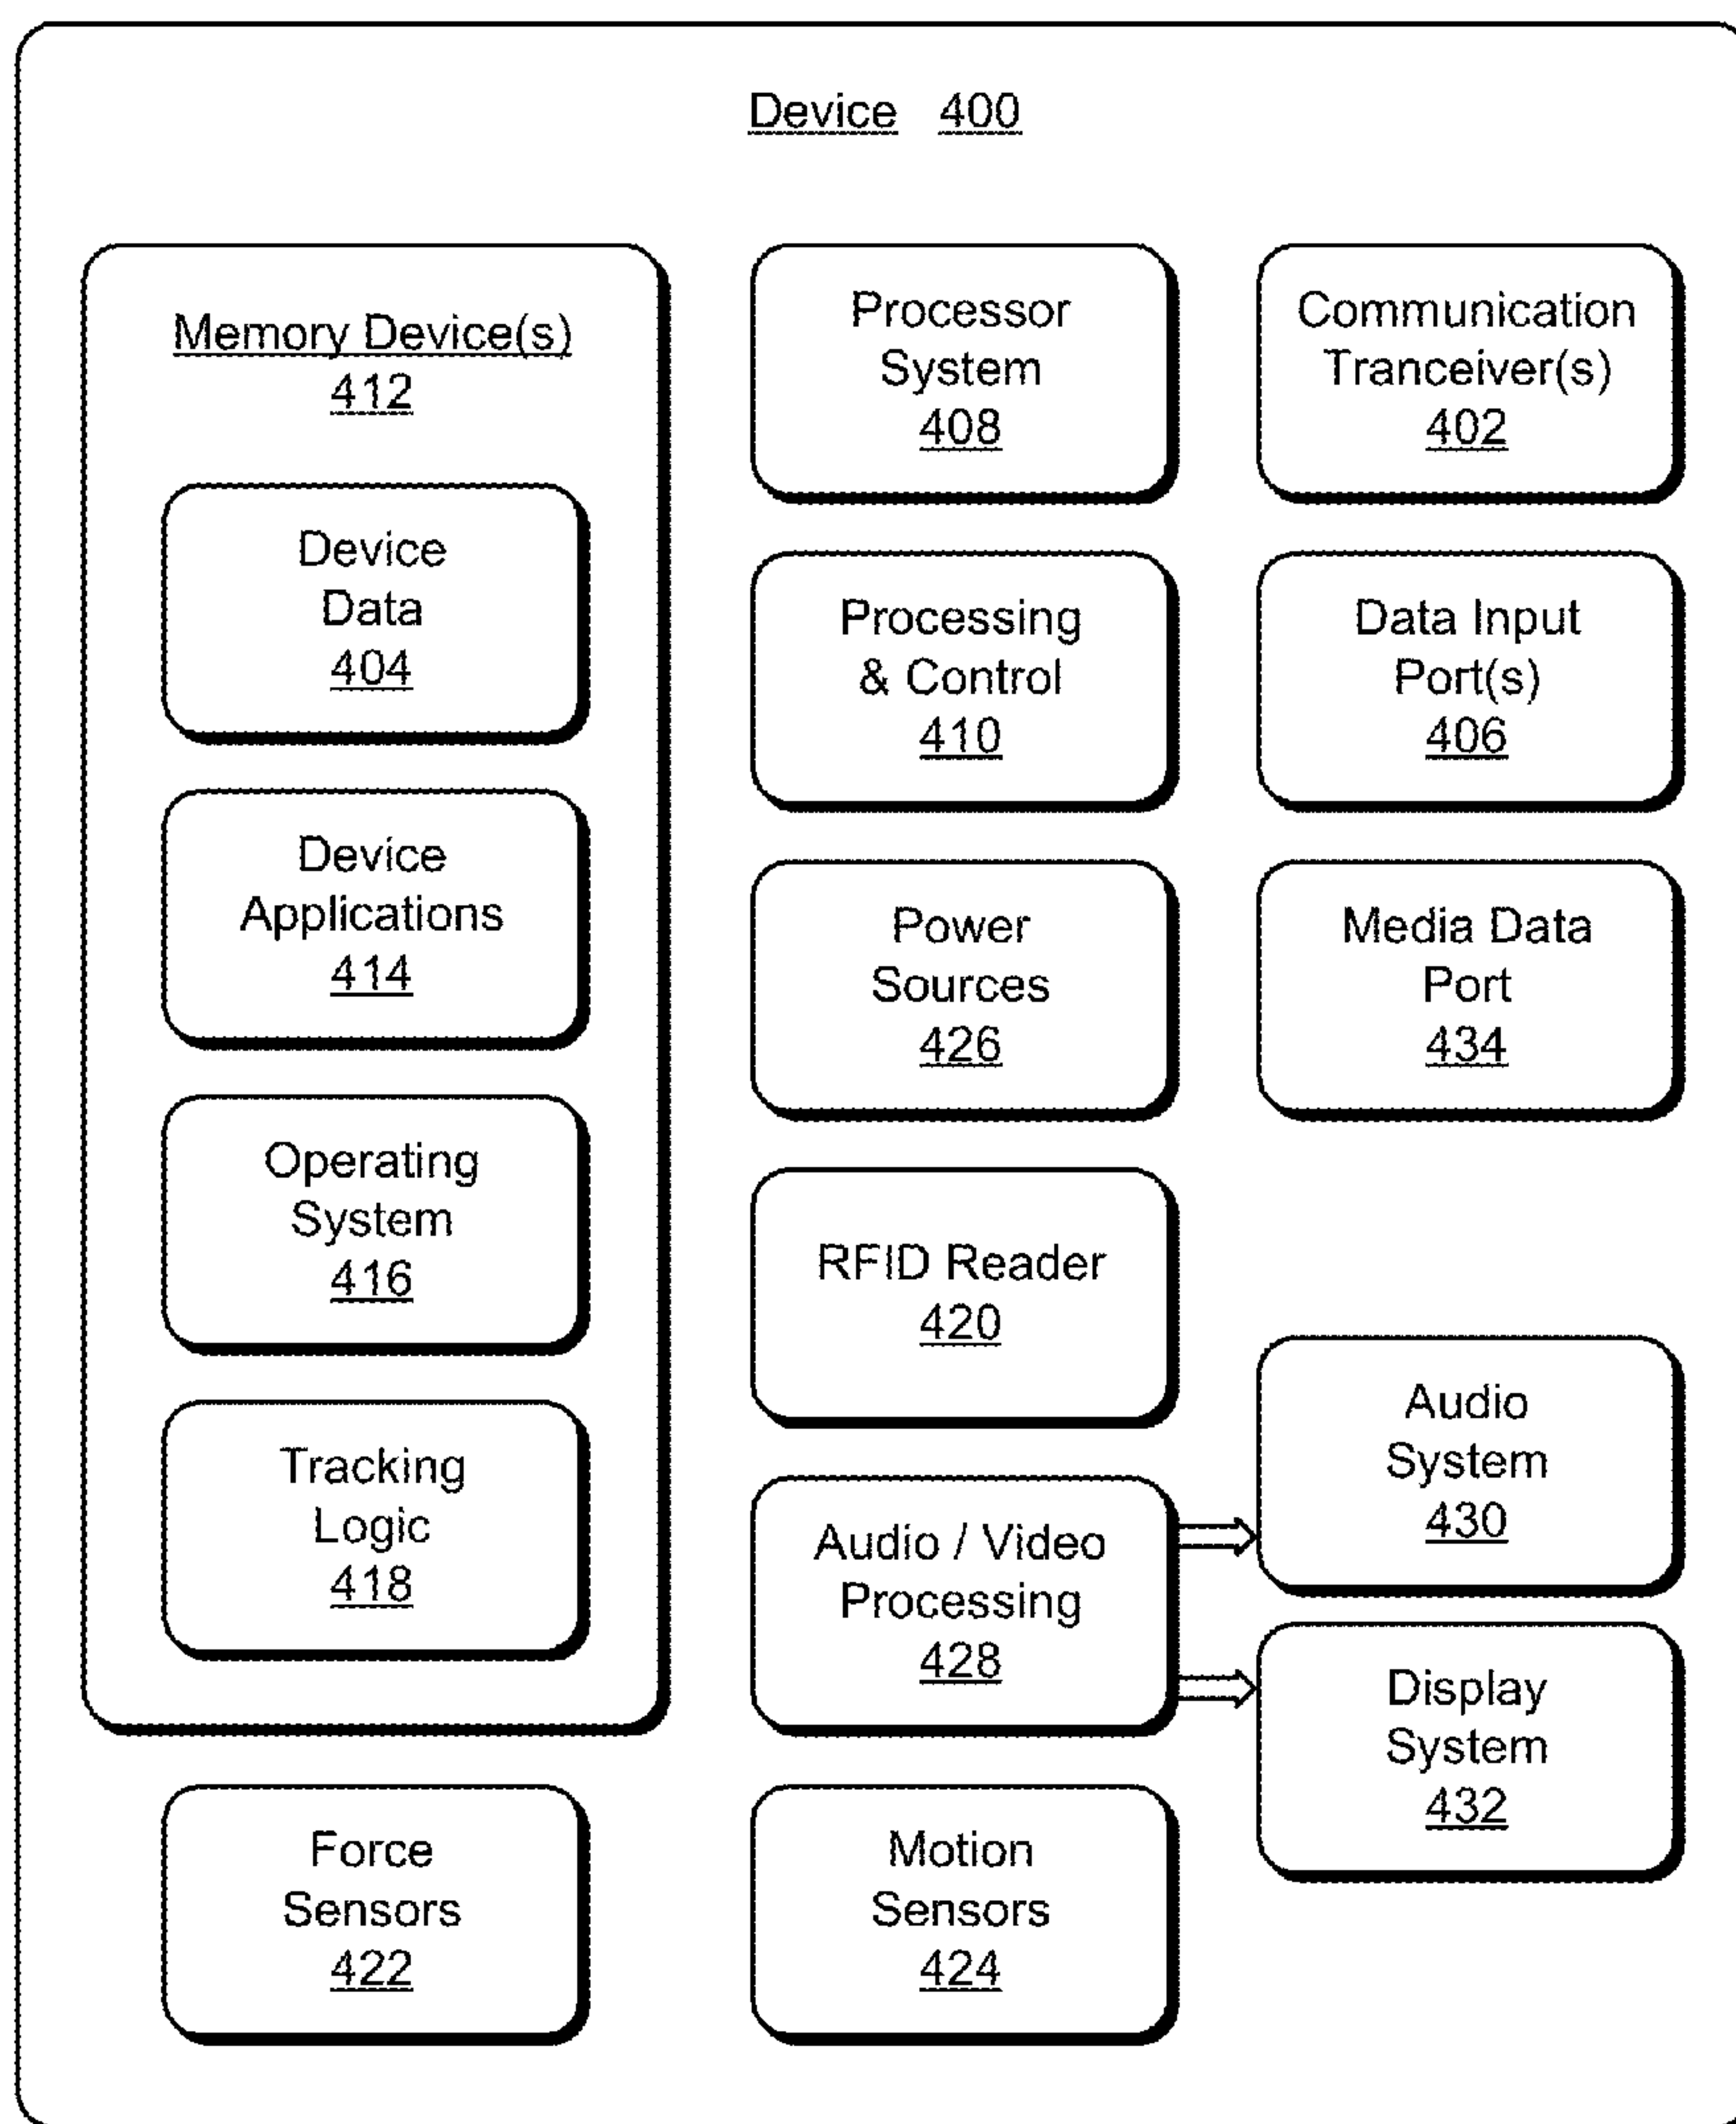 Device 400
Memory Device(s)
412
Device
Data
404
Device
Applications
414
Operating
System
416
Tracking
Logic
418
Force
Sensors
422
Processor
System
408
Processing
& Control
410
Power
Sources
426
RFID Reader
420
Audio / Video
Processing
428
Motion
Sensors
424
Communication
Tranceiver(s)
402
Data Input
Port(s)
406
Media Data
Port
434
Audio
System
430
Display
System
432